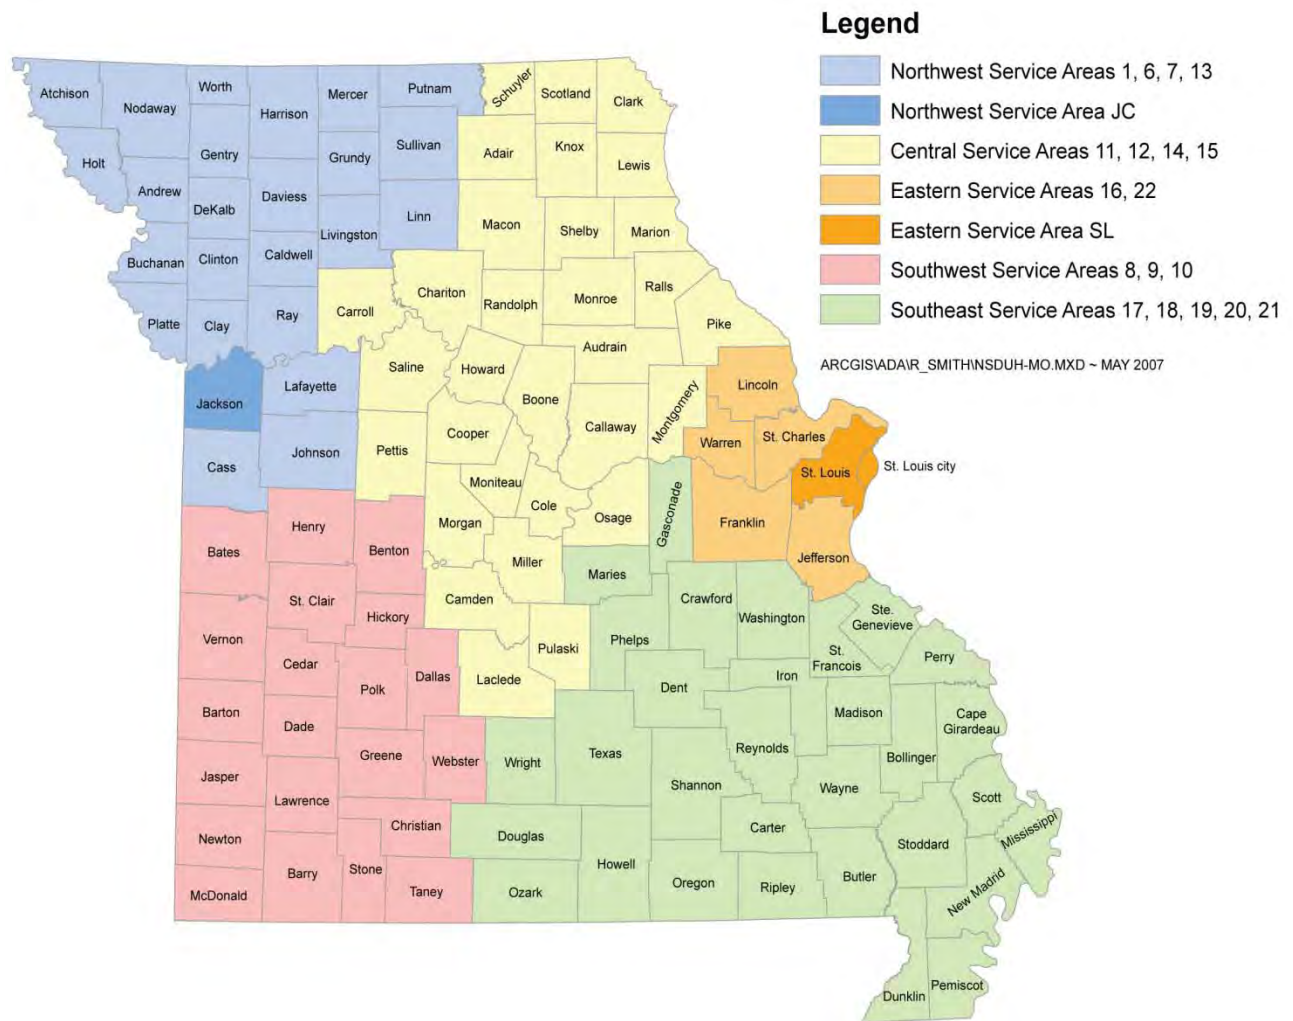 Legend
Northwest Service Areas 1, 6, 7, 13
Northwest Service Area JC
Central Service Areas 11, 12, 14, 15
Eastern Service Areas 16, 22
Eastern Service Area SL
Southwest Service Areas 8, 9, 10
Southeast Service Areas 17, 18, 19, 20, 21
ARCGIS\ADA\R_SMITH\NSDUH-MO.MXD ~ MAY 2007
Atchison
Nodaway
Worth
Harrison
Mercer
Putnam
Schuyler
Scotland
Clark
Holt
Andrew
Gentry
DeKalb
Daviess
Grundy
Sullivan
Adair
Knox
Lewis
Livingston
Linn
Macon
Shelby
Marion
Buchanan
Clinton
Caldwell
Carroll
Chariton
Randolph
Monroe
Ralls
Pike
Platte
Clay
Ray
Saline
Howard
Audrain
Jackson
Lafayette
Boone
Callaway
Montgomery
Lincoln
Cass
Johnson
Pettis
Cooper
Moniteau
Cole
Osage
Gasconade
Warren
St. Charles
St. Louis
St. Louis city
Franklin
Jefferson
Bates
Henry
Benton
Morgan
Miller
Maries
Camden
Pulaski
Phelps
Crawford
Washington
St.
Francois
Ste.
Genevieve
Perry
Vernon
St. Clair
Hickory
Cedar
Polk
Dallas
Laclede
Dent
Iron
Madison
Cape
Girardeau
Barton
Dade
Greene
Webster
Wright
Texas
Shannon
Reynolds
Wayne
Bollinger
Scott
Mississippi
Jasper
Lawrence
Christian
Douglas
Howell
Carter
Stoddard
Newton
Barry
Stone
Taney
Ozark
Oregon
Ripley
Butler
New Madrid
McDonald
Dunklin
Pemiscot